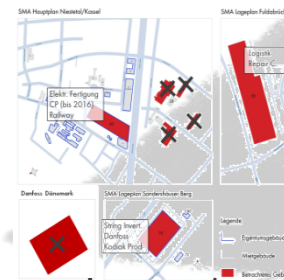 SMA Hauptplan Niestetal/Kassel
SMA Lageplan Fuldabrück
Elektr. Fertigung
CP (bis 2016)
Railway
Logistik
Repair C
Danfoss Dänemark
SMA Lageplan Sandershäuser Berg
String Invert.
Danfoss
Kodiak Prod
Legende
Eigentumsgebäude
Mietgebäude
Betrachtetes Geb